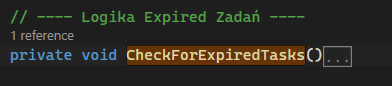 // ---- Logika Expired Zadań ----
1 reference
private void CheckForExpiredTasks()...